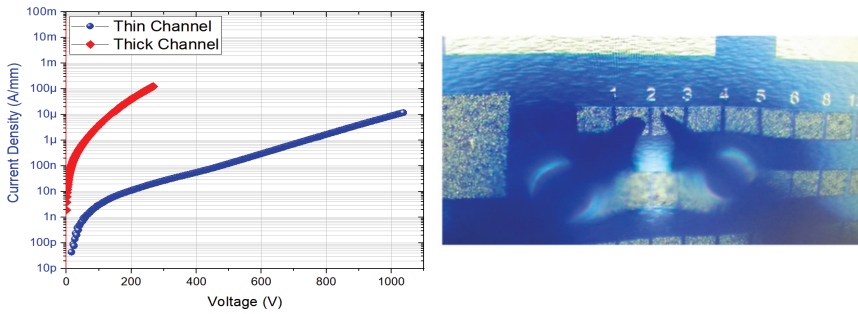 Current Density (A/mm)
100m
10m
1m
100µ
10µ
1µ
100n
10n
1n
100p
10p
Thin Channel
Thick Channel
0 200 400 600 800 1000
Voltage (V)
1 2 3 4 5 6 8